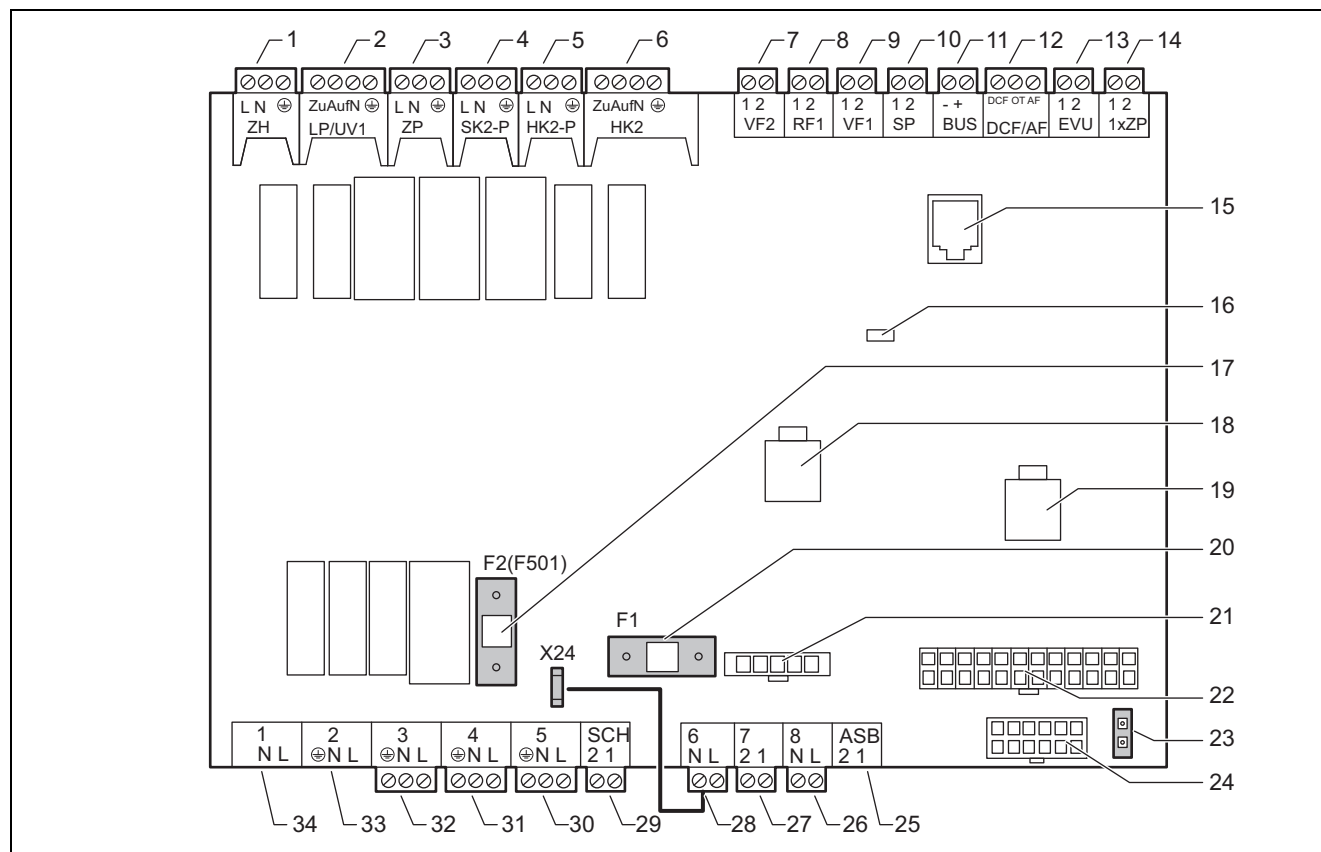 1 2 3 4 5 6 7 8 9 10 11 12 13 14
L N ZuAufN L N L N L N ZuAufN 1 2 1 2 1 2 1 2 - + DCF OT AF 1 2 1 2
ZH LP/UV1 ZP SK2-P HK2-P HK2 VF2 RF1 VF1 SP BUS DCF/AF EVU 1xZP
15
16
17
18
19
20
F2(F501)
F1
21
X24
22
1 2 3 4 5 SCH 6 7 8 ASB
N L N L N L N L N L 2 1 N L 2 1 N L 2 1
23
24
34 33 32 31 30 29 28 27 26 25